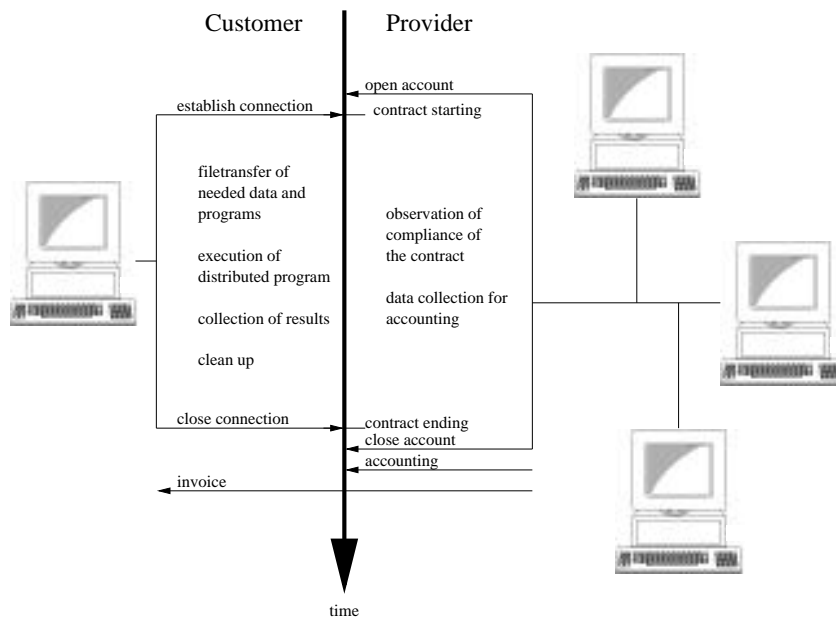 Customer
Provider
open account
establish connection
contract starting
filetransfer of
needed data and
programs
observation of
compliance of
the contract
execution of
distributed program
data collection for
accounting
collection of results
clean up
close connection
contract ending
close account
accounting
invoice
time